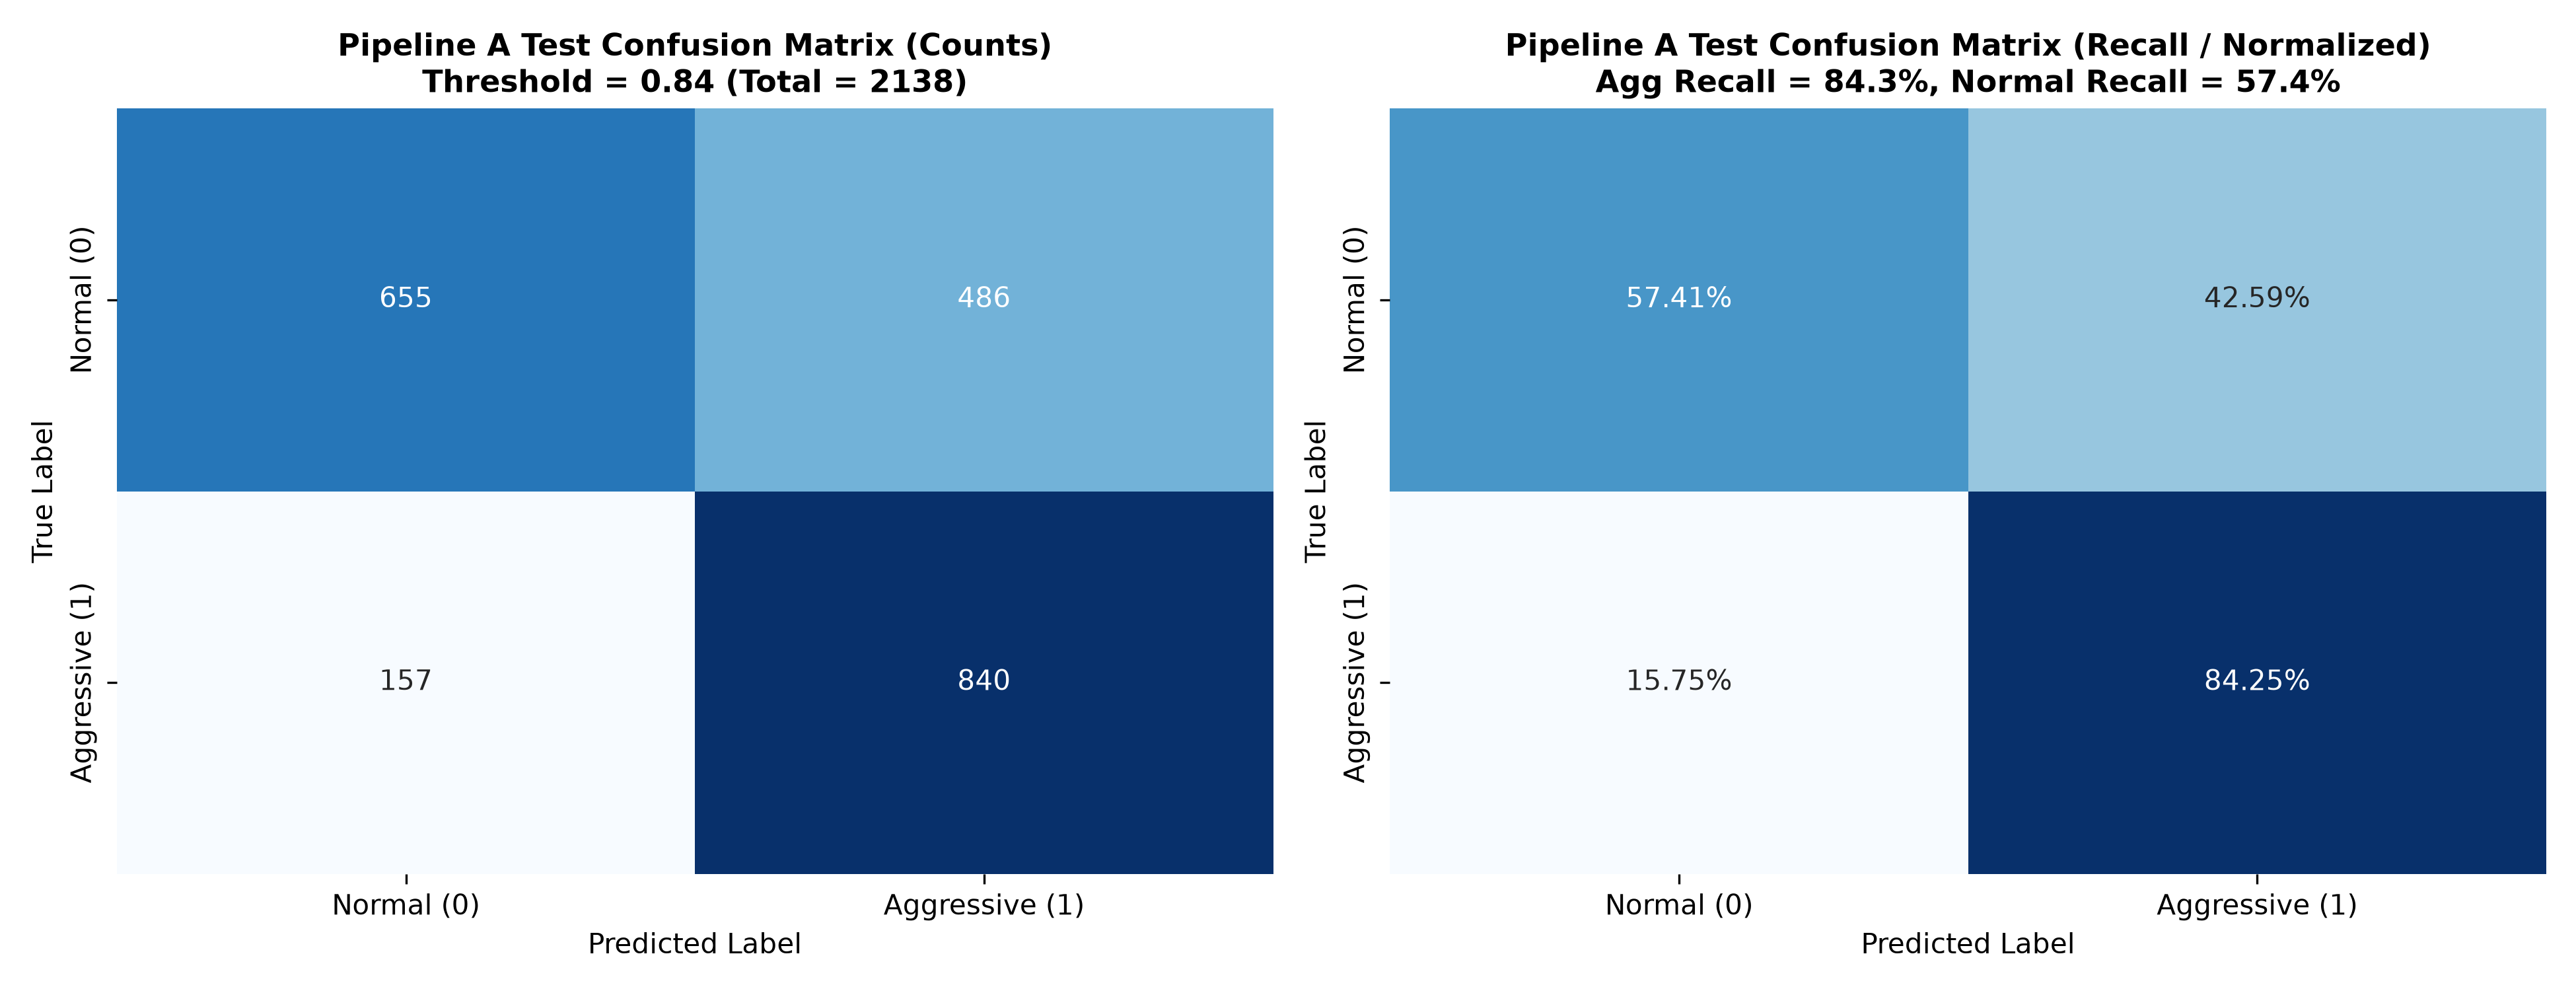 Pipeline A Test Confusion Matrix (Counts)
Threshold = 0.84 (Total = 2138)
True Label
Normal (0)
655
486
Aggressive (1)
157
840
Normal (0)
Aggressive (1)
Predicted Label
Pipeline A Test Confusion Matrix (Recall / Normalized)
Agg Recall = 84.3%, Normal Recall = 57.4%
True Label
Normal (0)
57.41%
42.59%
Aggressive (1)
15.75%
84.25%
Normal (0)
Aggressive (1)
Predicted Label